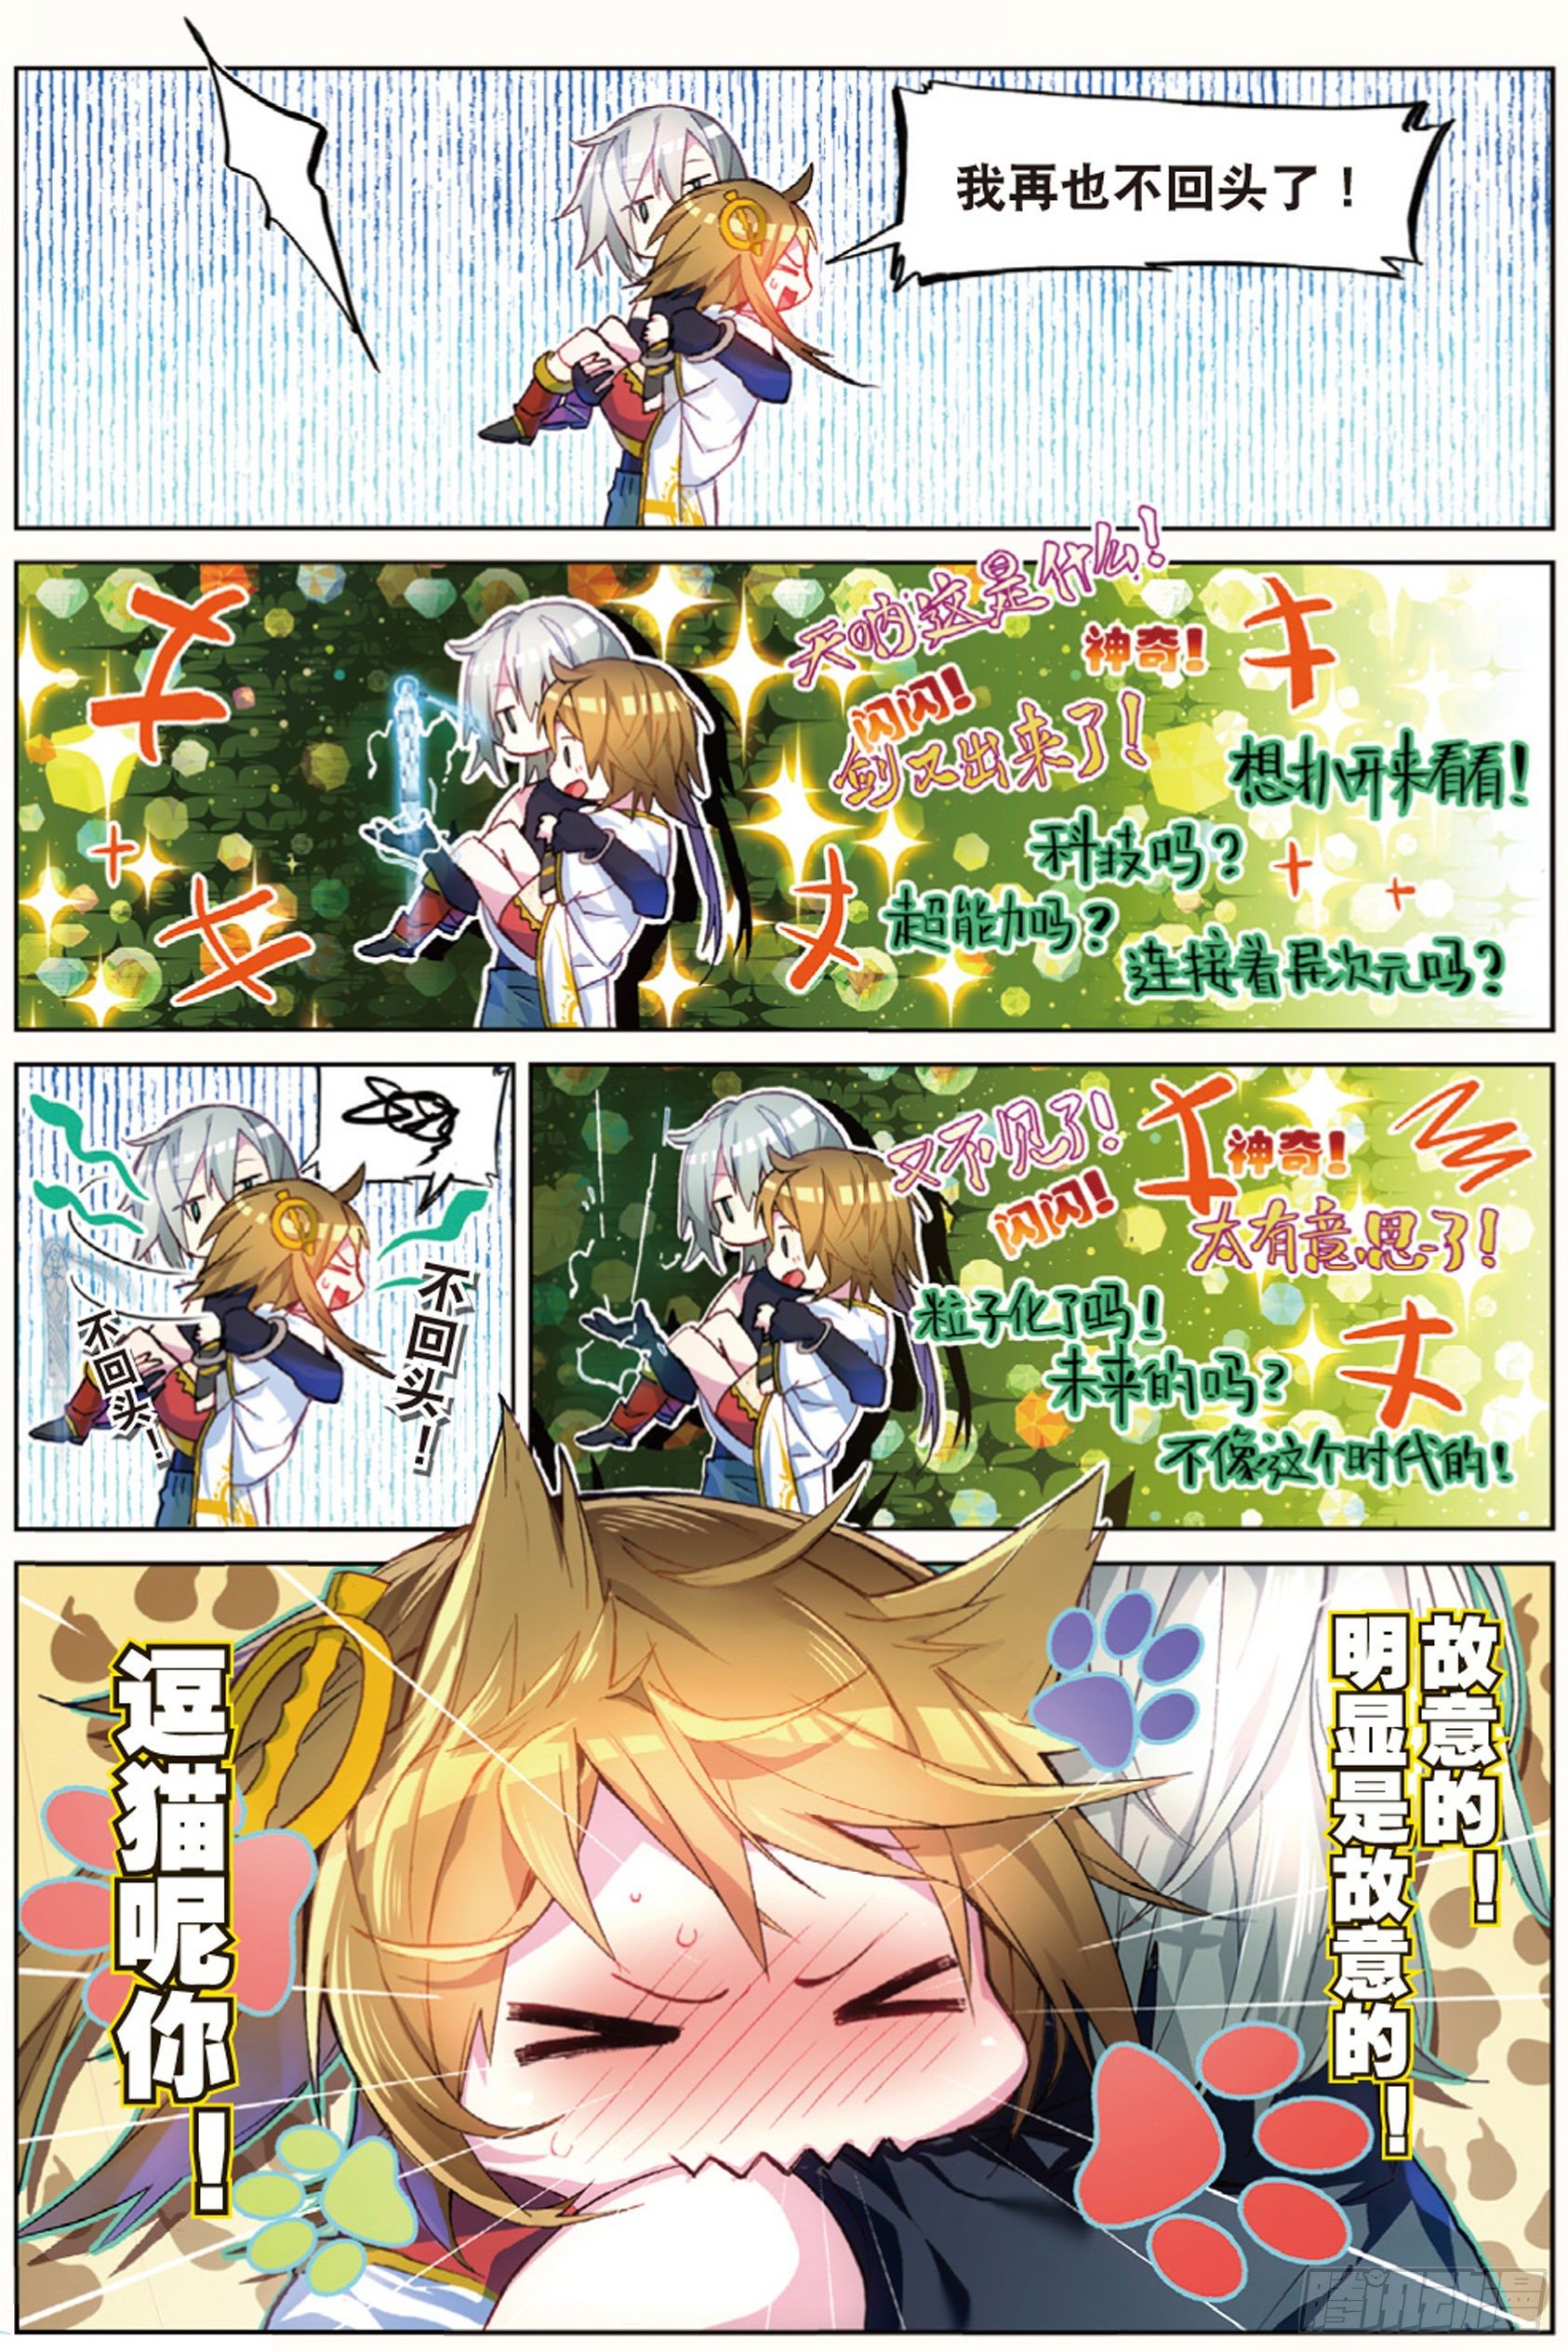 我再也不回头了！
天呐这是什么！
神奇！
闪闪！
剑又出来了！
想扒开来看看！
科技吗？
超能力吗？
连接着异次元吗？
不回头！
不回头！
又不见了！
神奇！
闪闪！
太有意思了！
粒子化了吗！
未来的吗？
不像这个时代的！
故意的！
明显是故意的！
逗猫呢你！
腾讯动漫